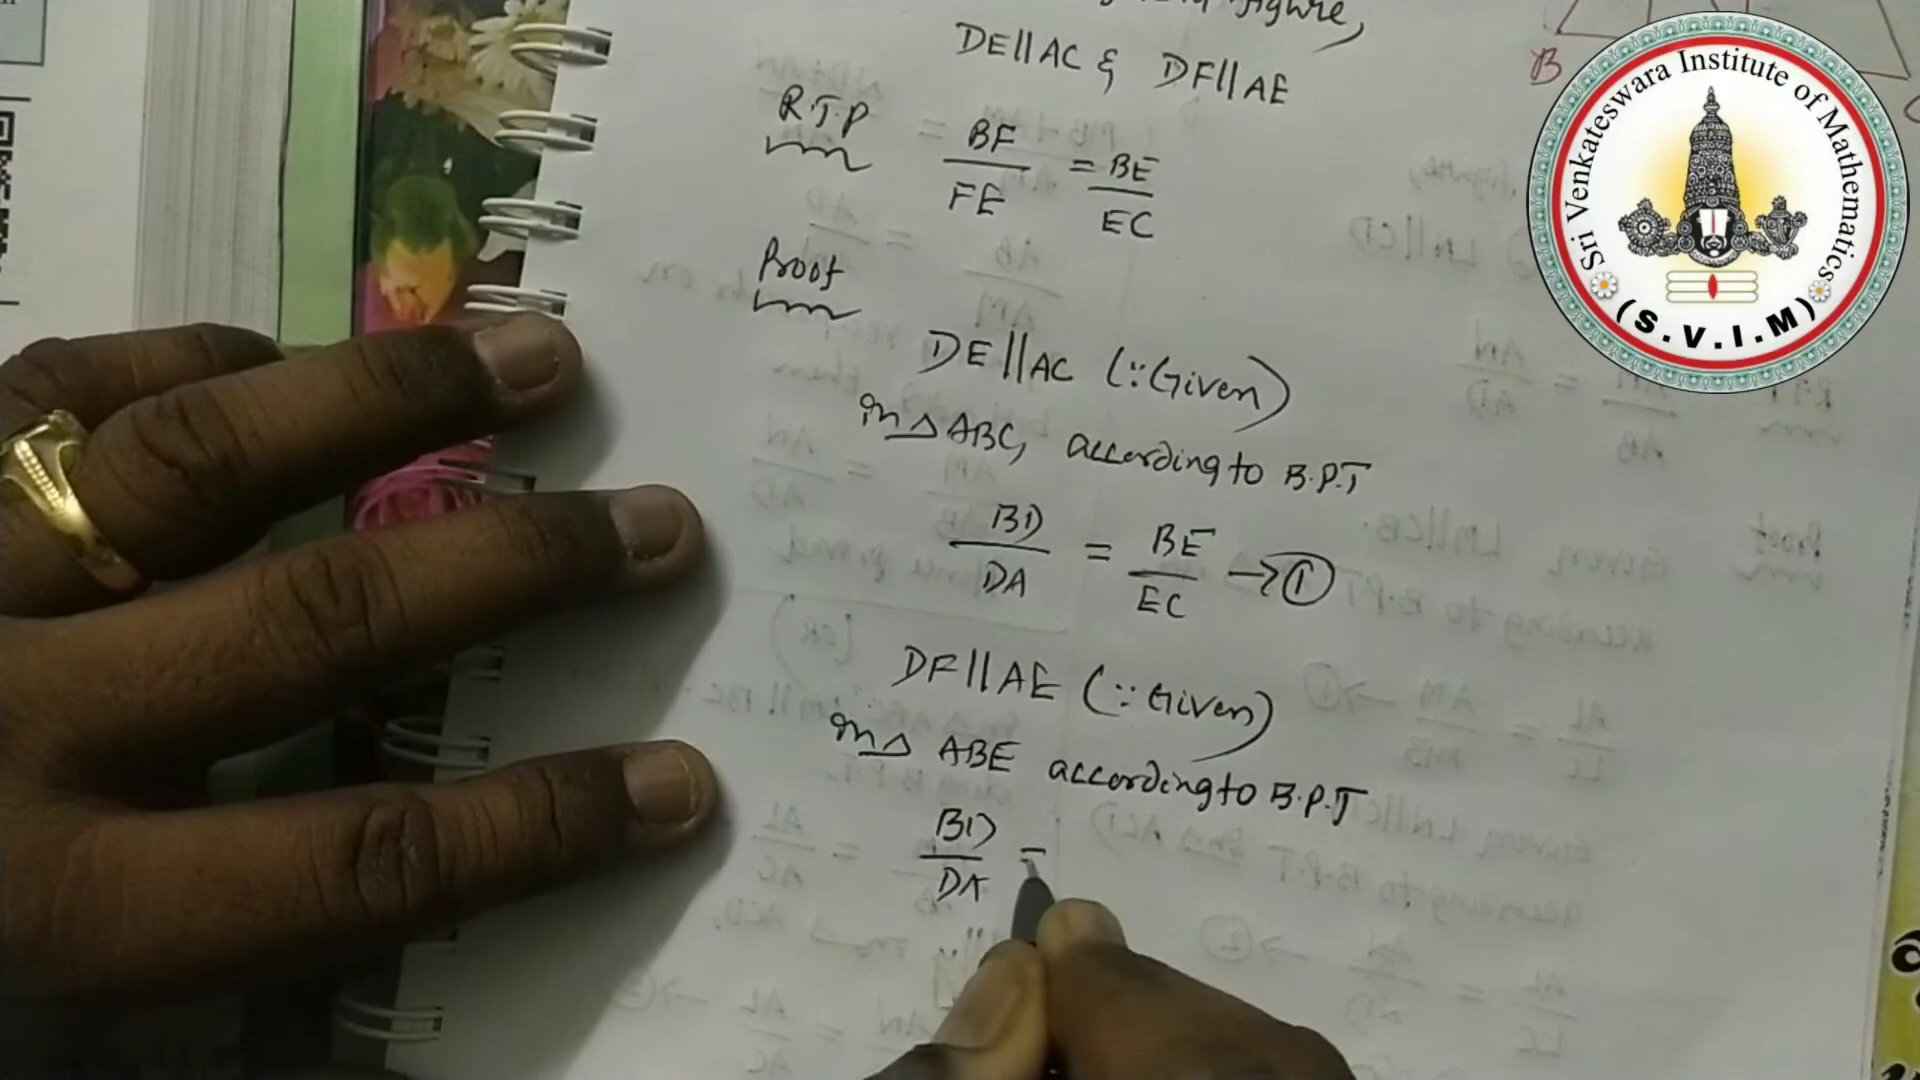 figure,
DE||AC & DF||AE
R.T.P = BF/FE = BE/EC
Proof
DE||AC (∵Given)
in △ ABC, according to B.P.T
BD/DA = BE/EC → ①
DF||AE (∵Given)
in △ ABE according to B.P.T
BD/DA =
B
Sri Venkateswara Institute of Mathematics
(S.V.I.M)